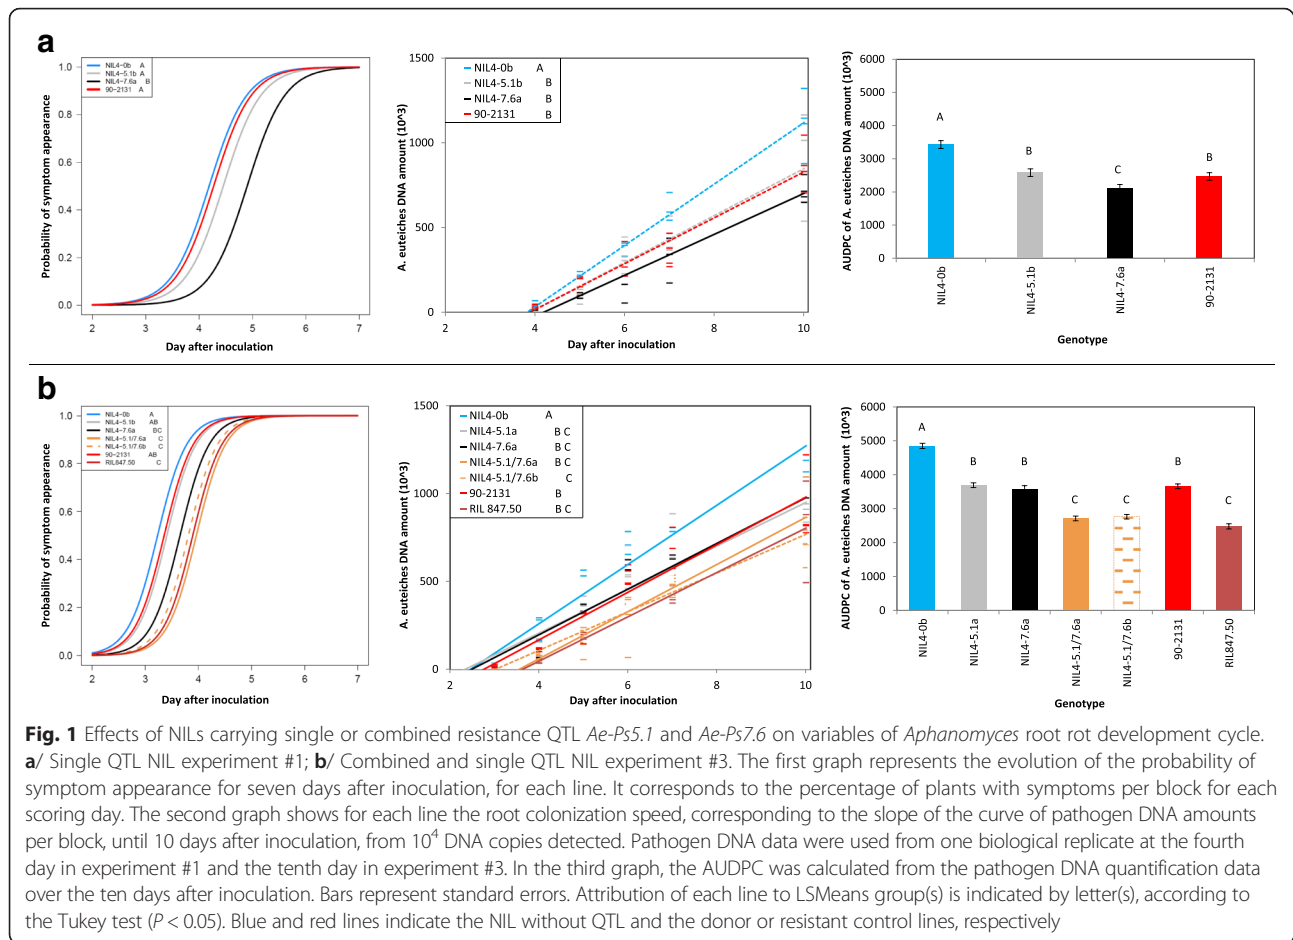 a
NIL4-0b A
NIL4-5.1b A
NIL4-7.6a B
90-2131 A
Probability of symptom appearance
1.0
0.8
0.6
0.4
0.2
0.0
2 3 4 5 6 7
Day after inoculation
NIL4-0b A
NIL4-5.1b B
NIL4-7.6a B
90-2131 B
A. euteiches DNA amount (10^3)
1500
1000
500
0
2 4 6 8 10
Day after inoculation
AUDPC of A. euteiches DNA amount (10^3)
6000
5000
4000
3000
2000
1000
0
A
B
C
B
NIL4-0b
NIL4-5.1b
NIL4-7.6a
90-2131
Genotype
b
NIL4-0b A
NIL4-5.1b AB
NIL4-7.6a BC
NIL4-5.1/7.6a C
NIL4-5.1/7.6b C
90-2131 AB
RIL847.50 C
Probability of symptom appearance
1.0
0.8
0.6
0.4
0.2
0.0
2 3 4 5 6 7
Day after inoculation
NIL4-0b A
NIL4-5.1a B C
NIL4-7.6a B C
NIL4-5.1/7.6a B C
NIL4-5.1/7.6b C
90-2131 B
RIL 847.50 B C
A. euteiches DNA amount (10^3)
1500
1000
500
0
2 4 6 8 10
Day after inoculation
AUDPC of A. euteiches DNA amount (10^3)
6000
5000
4000
3000
2000
1000
0
A
B
B
C
C
B
C
NIL4-0b
NIL4-5.1a
NIL4-7.6a
NIL4-5.1/7.6a
NIL4-5.1/7.6b
90-2131
RIL847.50
Genotype
Fig. 1 Effects of NILs carrying single or combined resistance QTL Ae-Ps5.1 and Ae-Ps7.6 on variables of Aphanomyces root rot development cycle.
a/ Single QTL NIL experiment #1; b/ Combined and single QTL NIL experiment #3. The first graph represents the evolution of the probability of
symptom appearance for seven days after inoculation, for each line. It corresponds to the percentage of plants with symptoms per block for each
scoring day. The second graph shows for each line the root colonization speed, corresponding to the slope of the curve of pathogen DNA amounts
per block, until 10 days after inoculation, from 10⁴ DNA copies detected. Pathogen DNA data were used from one biological replicate at the fourth
day in experiment #1 and the tenth day in experiment #3. In the third graph, the AUDPC was calculated from the pathogen DNA quantification data
over the ten days after inoculation. Bars represent standard errors. Attribution of each line to LSMeans group(s) is indicated by letter(s), according to
the Tukey test (P < 0.05). Blue and red lines indicate the NIL without QTL and the donor or resistant control lines, respectively